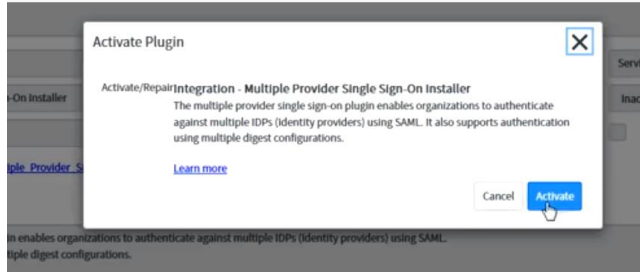 Activate Plugin
Servi
Activate/Repair Integration - Multiple Provider Single Sign-On Installer
-On Installer
Inac
The multiple provider single sign-on plugin enables organizations to authenticate
against multiple IDPs (Identity providers) using SAML. It also supports authentication
using multiple digest configurations.
iple Provider S
Learn more
Cancel Activate
in enables organizations to authenticate against multiple IDPs (Identity providers) using SAML.
tiple digest configurations.